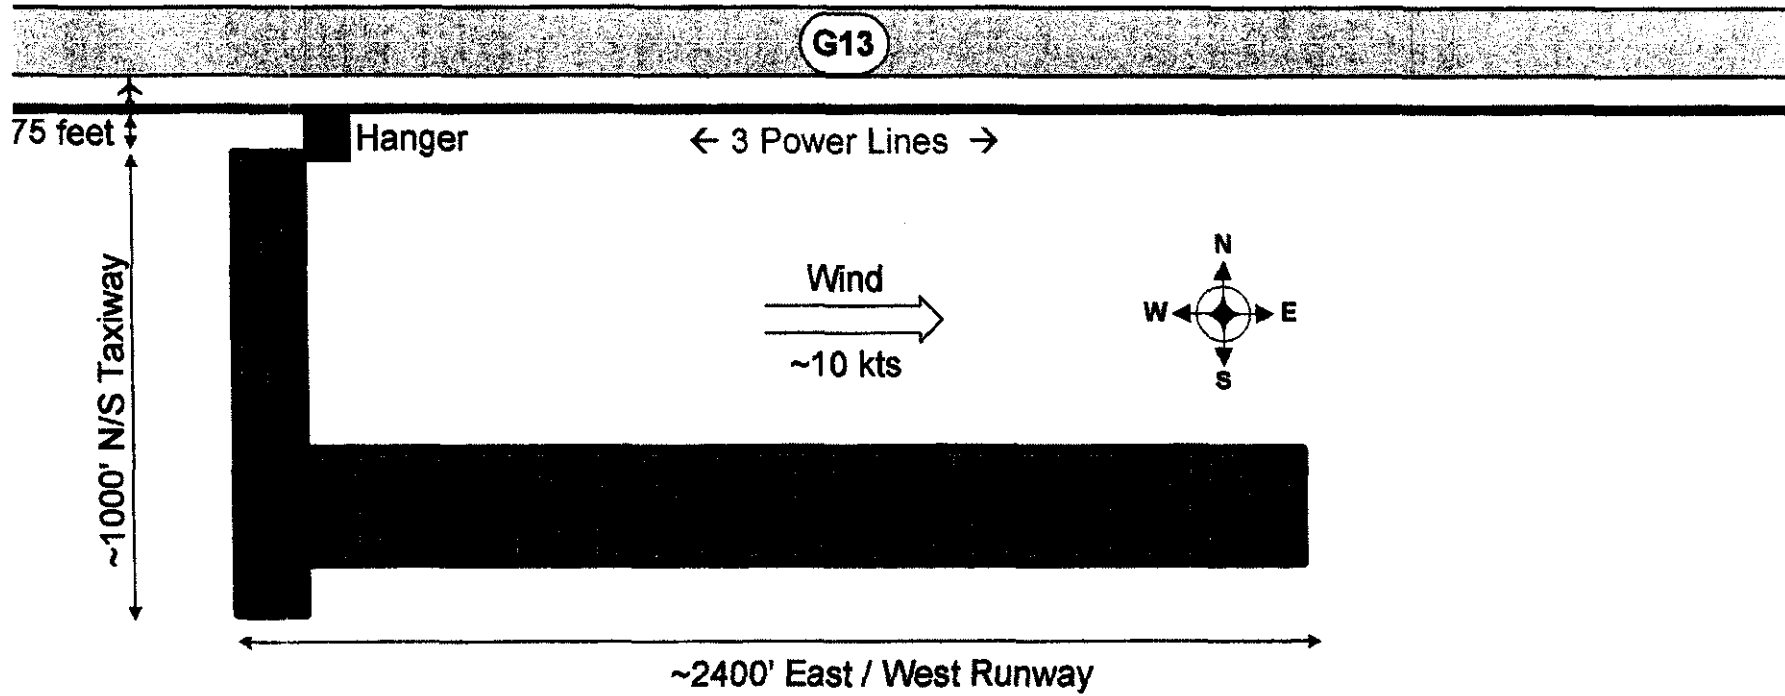 G13
75 feet
Hanger
← 3 Power Lines →
~1000' N/S Taxiway
Wind
~10 kts
N
W
E
S
~2400' East / West Runway